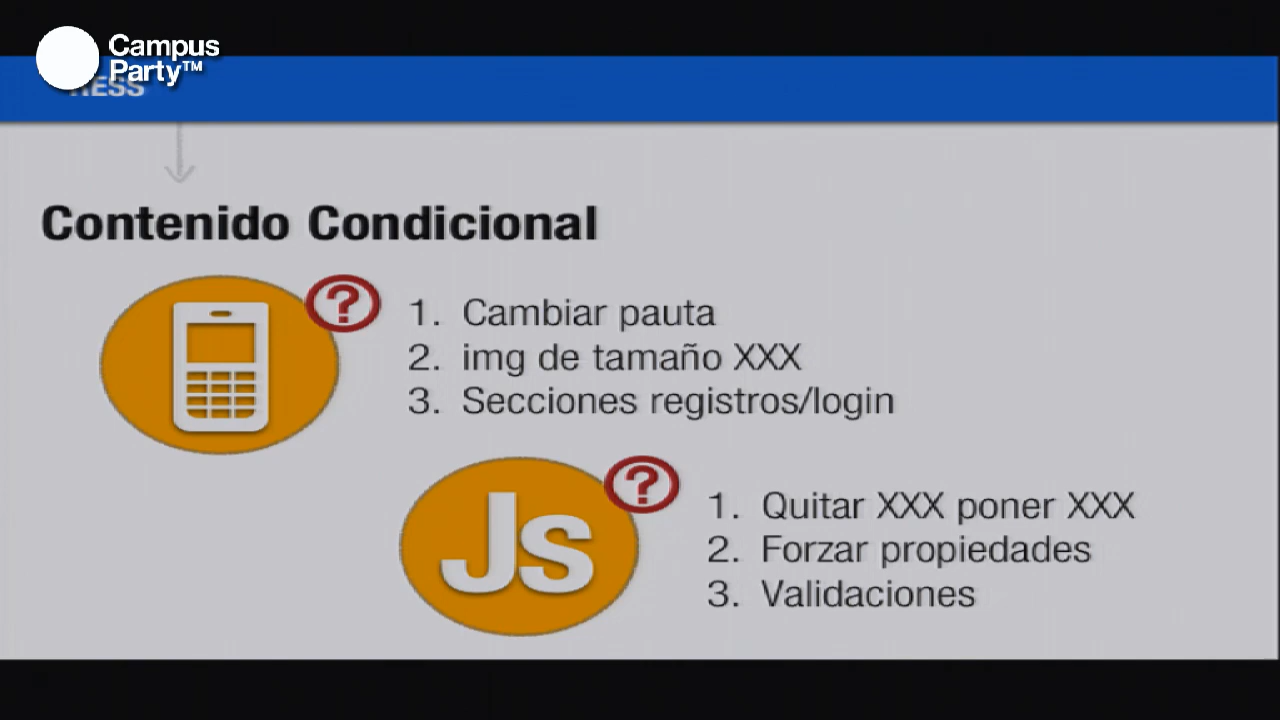 Campus
Party™
RESS
Contenido Condicional
?
1. Cambiar pauta
2. img de tamaño XXX
3. Secciones registros/login
?
Js
1. Quitar XXX poner XXX
2. Forzar propiedades
3. Validaciones